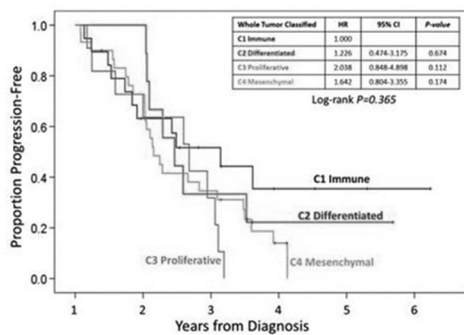 Whole Tumor Classified HR 95% CI P-value
C1 Immune 1.000
C2 Differentiated 1.226 0.474-3.175 0.674
C3 Proliferative 2.038 0.848-4.898 0.112
C4 Mesenchymal 1.642 0.804-3.355 0.174
Log-rank P=0.365
Proportion Progression-Free
1.0
0.8
0.6
0.4
0.2
0.0
C1 Immune
C2 Differentiated
C3 Proliferative
C4 Mesenchymal
1 2 3 4 5 6
Years from Diagnosis